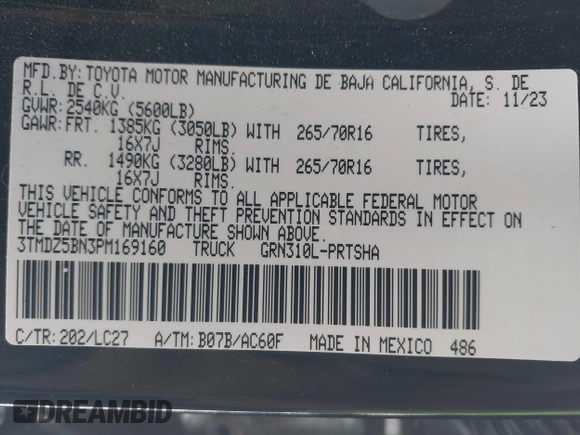 MFD.BY: TOYOTA MOTOR MANUFACTURING DE BAJA CALIFORNIA, S. DE
R.L. DE C.V. DATE: 11/23
GVWR: 2540KG (5600LB)
GAWR: FRT. 1385KG (3050LB) WITH 265/70R16 TIRES,
16X7J RIMS.
RR. 1490KG (3280LB) WITH 265/70R16 TIRES,
16X7J RIMS.
THIS VEHICLE CONFORMS TO ALL APPLICABLE FEDERAL MOTOR
VEHICLE SAFETY AND THEFT PREVENTION STANDARDS IN EFFECT ON
THE DATE OF MANUFACTURE SHOWN ABOVE.
3TMDZ5BN3PM169160 TRUCK GRN310L-PRTSHA
C/TR: 202/LC27 A/TM: B07B/AC60F MADE IN MEXICO 486
DREAMBID